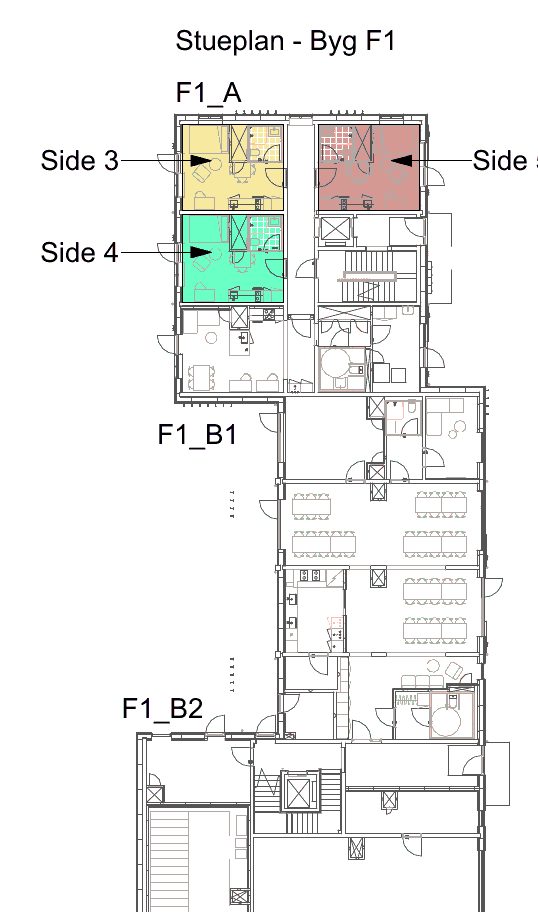 Stueplan - Byg F1
F1_A
Side 3
Side
Side 4
F1_B1
F1_B2